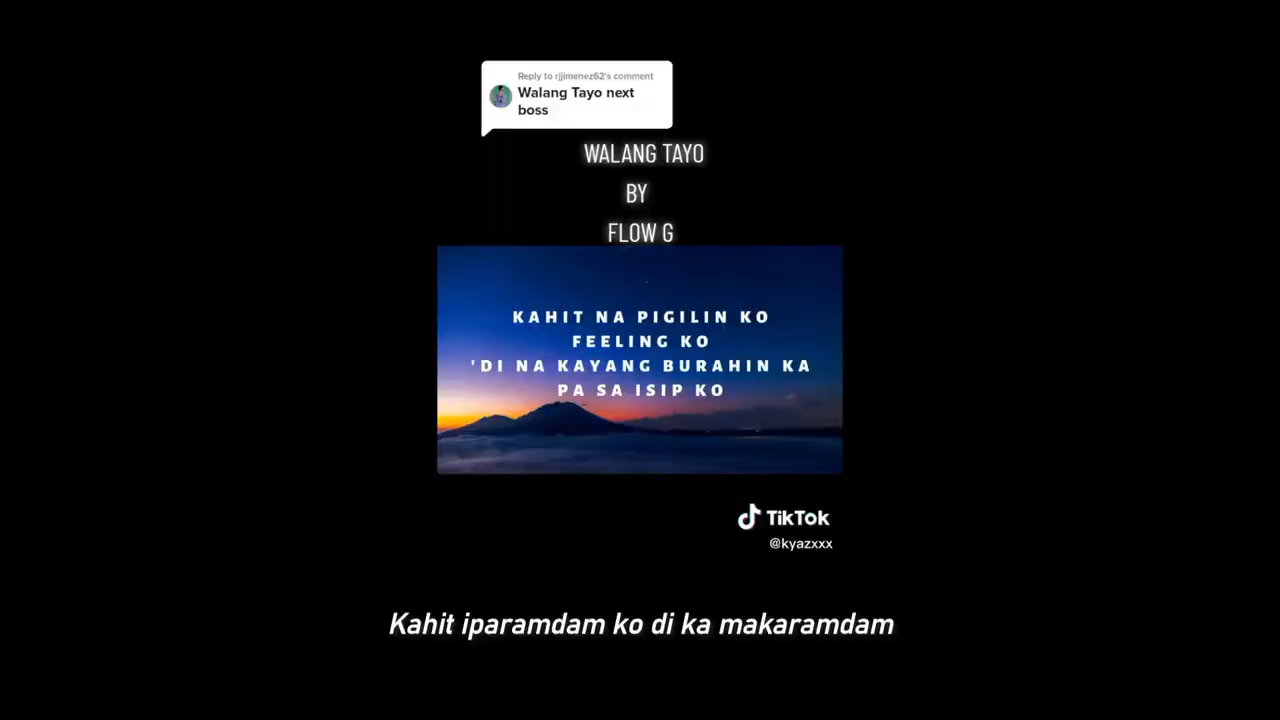 Reply to rjjimenez62's comment
Walang Tayo next
boss
WALANG TAYO
BY
FLOW G
KAHIT NA PIGILIN KO
FEELING KO
'DI NA KAYANG BURAHIN KA
PA SA ISIP KO
TikTok
@kyazxxx
Kahit iparamdam ko di ka makaramdam